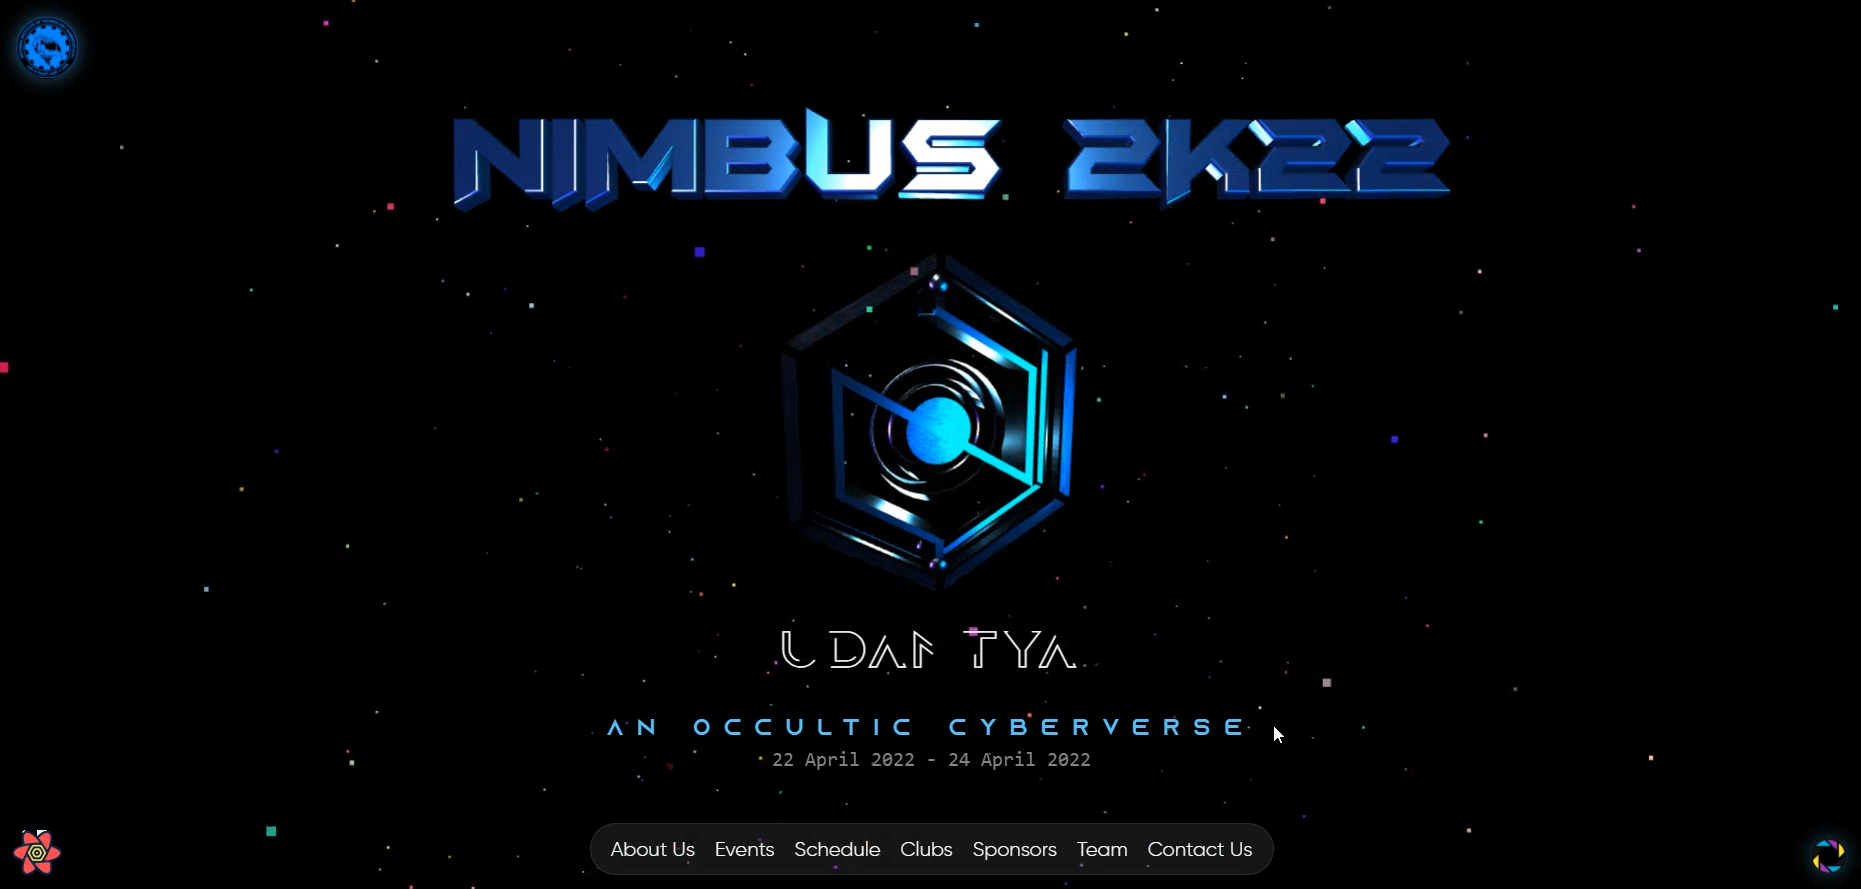 NIMBUS 2K22
UDANTYA
AN OCCULTIC CYBERVERSE
22 April 2022 - 24 April 2022
About Us Events Schedule Clubs Sponsors Team Contact Us